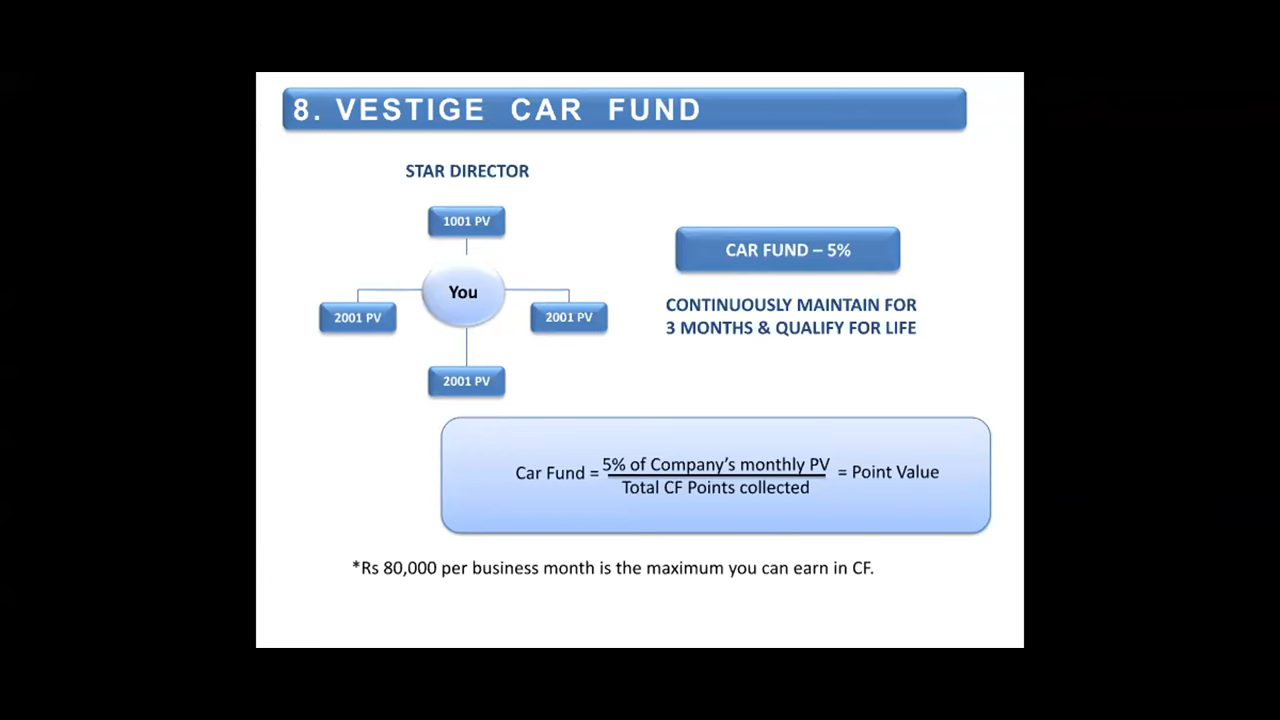 8. VESTIGE CAR FUND
STAR DIRECTOR
1001 PV
You
2001 PV
2001 PV
2001 PV
CAR FUND – 5%
CONTINUOUSLY MAINTAIN FOR
3 MONTHS & QUALIFY FOR LIFE
Car Fund = 5% of Company’s monthly PV = Point Value
Total CF Points collected
*Rs 80,000 per business month is the maximum you can earn in CF.